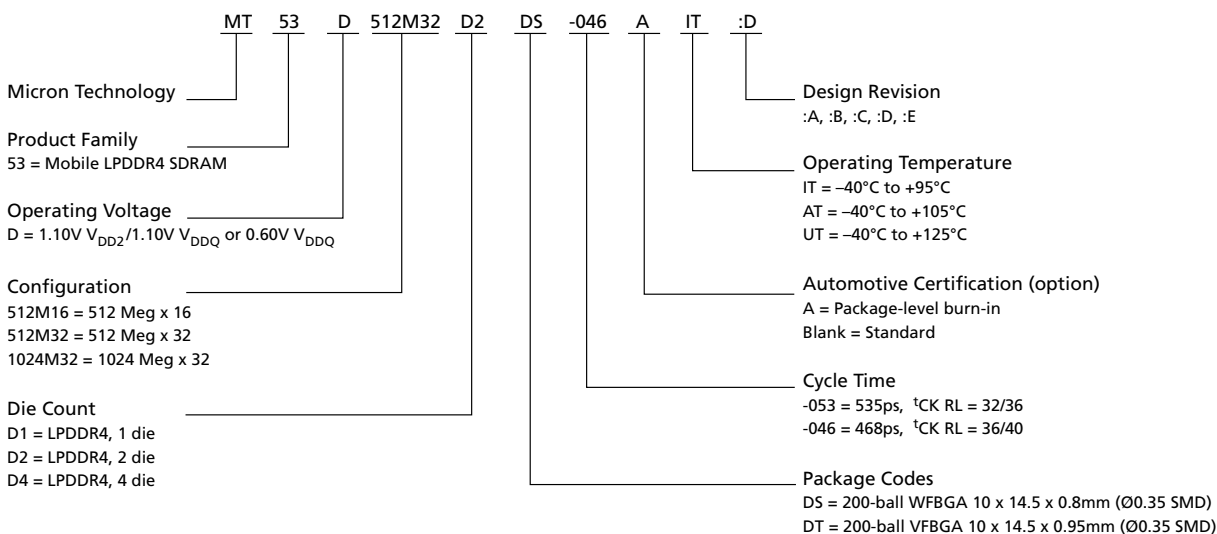 MT 53 D 512M32 D2 DS -046 A IT :D
Micron Technology
Product Family
53 = Mobile LPDDR4 SDRAM
Operating Voltage
D = 1.10V VDD2/1.10V VDDQ or 0.60V VDDQ
Configuration
512M16 = 512 Meg x 16
512M32 = 512 Meg x 32
1024M32 = 1024 Meg x 32
Die Count
D1 = LPDDR4, 1 die
D2 = LPDDR4, 2 die
D4 = LPDDR4, 4 die
Design Revision
:A, :B, :C, :D, :E
Operating Temperature
IT = –40°C to +95°C
AT = –40°C to +105°C
UT = –40°C to +125°C
Automotive Certification (option)
A = Package-level burn-in
Blank = Standard
Cycle Time
-053 = 535ps, tCK RL = 32/36
-046 = 468ps, tCK RL = 36/40
Package Codes
DS = 200-ball WFBGA 10 x 14.5 x 0.8mm (Ø0.35 SMD)
DT = 200-ball VFBGA 10 x 14.5 x 0.95mm (Ø0.35 SMD)